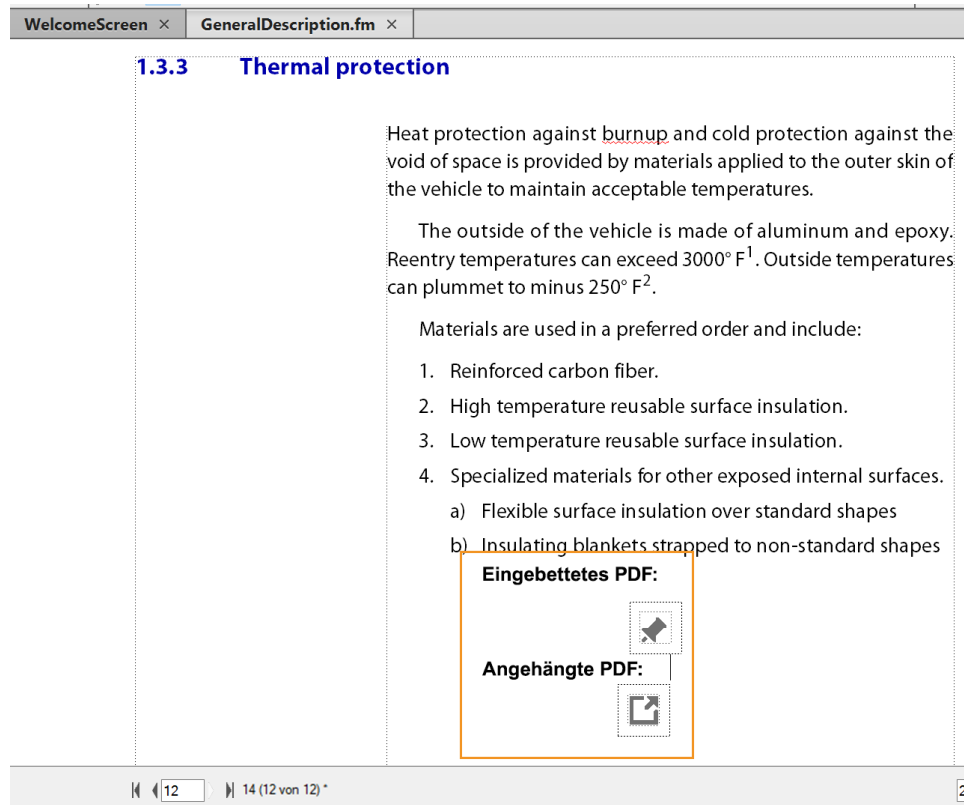 WelcomeScreen ×
GeneralDescription.fm ×
1.3.3 Thermal protection
Heat protection against burnup and cold protection against the
void of space is provided by materials applied to the outer skin of
the vehicle to maintain acceptable temperatures.
The outside of the vehicle is made of aluminum and epoxy.
Reentry temperatures can exceed 3000° F1. Outside temperatures
can plummet to minus 250° F2.
Materials are used in a preferred order and include:
1. Reinforced carbon fiber.
2. High temperature reusable surface insulation.
3. Low temperature reusable surface insulation.
4. Specialized materials for other exposed internal surfaces.
a) Flexible surface insulation over standard shapes
b) Insulating blankets strapped to non-standard shapes
Eingebettetes PDF:
Angehängte PDF:
12 14 (12 von 12) *